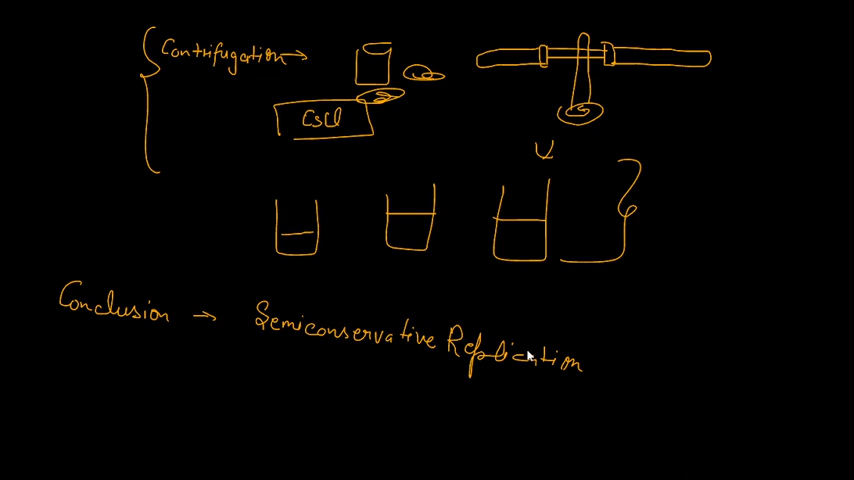 Centrifugation →
CsCl
Conclusion → Semiconservative Replication